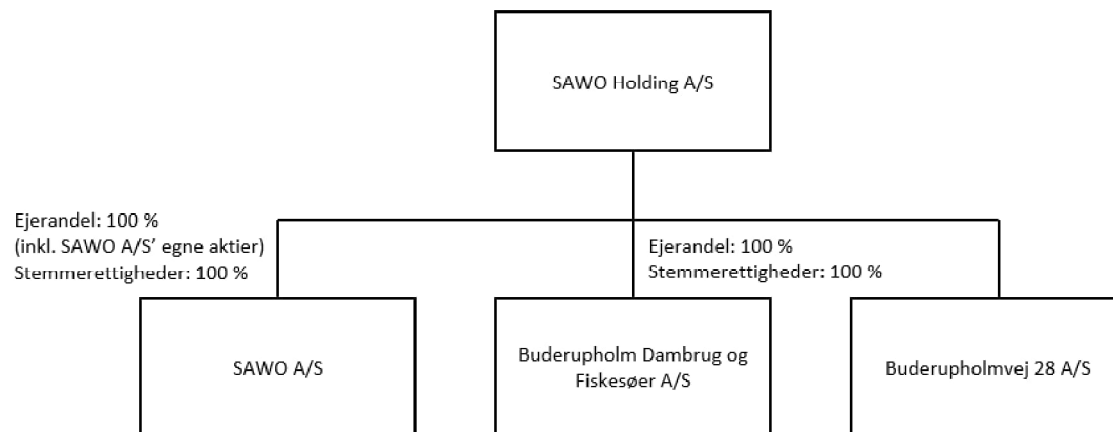 SAWO Holding A/S
Ejerandel: 100 %
(inkl. SAWO A/S' egne aktier)
Stemmerettigheder: 100 %
Ejerandel: 100 %
Stemmerettigheder: 100 %
SAWO A/S
Buderupholm Dambrug og
Fiskesøer A/S
Buderupholmvej 28 A/S